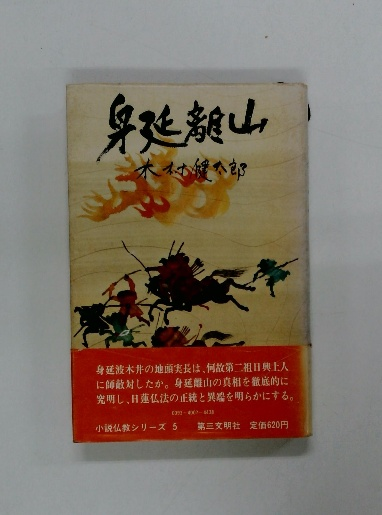 身延離山
木村健太郎
身延波木井の地頭実長は、何故第二祖日興上人
に師敵対したか。身延離山の真相を徹底的に
究明し、日蓮仏法の正統と異端を明らかにする。
小説仏教シリーズ 5 第三文明社 定価620円